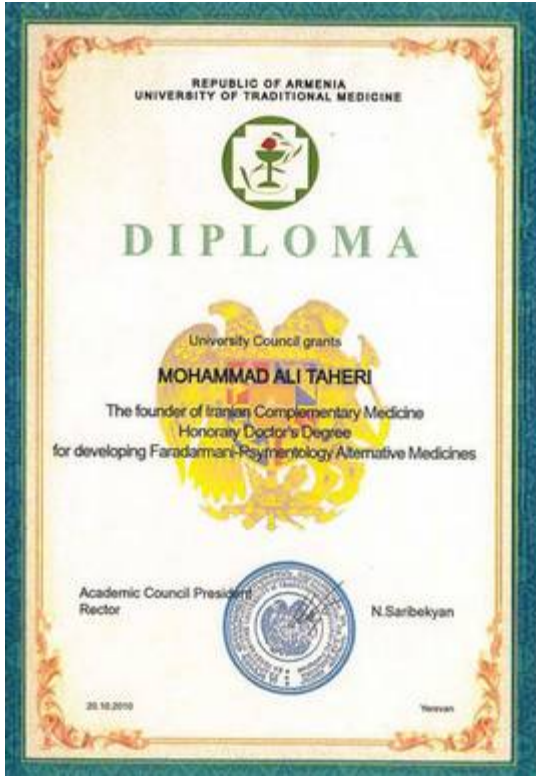 REPUBLIC OF ARMENIA
UNIVERSITY OF TRADITIONAL MEDICINE
DIPLOMA
University Council grants
MOHAMMAD ALI TAHERI
The founder of Iranian Complementary Medicine
Honorary Doctor's Degree
for developing Faradarmani-Psymentology Alternative Medicines
Academic Council President
Rector
N.Saribekyan
20.10.2010
Yerevan